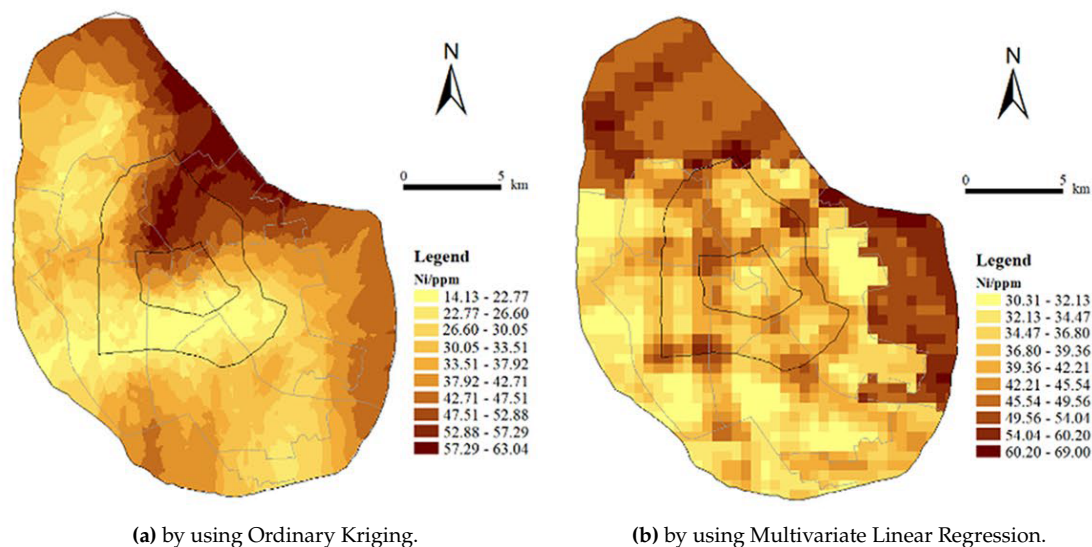 N
0 5
km
Legend
Ni/ppm
14.13 - 22.77
22.77 - 26.60
26.60 - 30.05
30.05 - 33.51
33.51 - 37.92
37.92 - 42.71
42.71 - 47.51
47.51 - 52.88
52.88 - 57.29
57.29 - 63.04
(a) by using Ordinary Kriging.
N
0 5
km
Legend
Ni/ppm
30.31 - 32.13
32.13 - 34.47
34.47 - 36.80
36.80 - 39.36
39.36 - 42.21
42.21 - 45.54
45.54 - 49.56
49.56 - 54.01
54.04 - 60.20
60.20 - 69.00
(b) by using Multivariate Linear Regression.